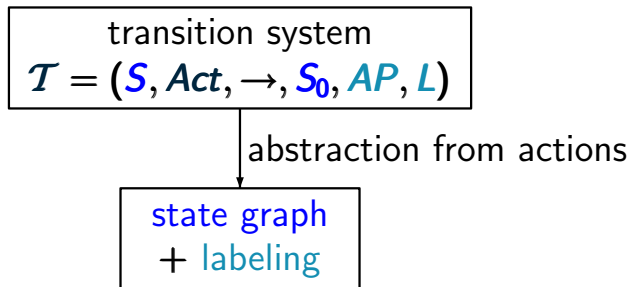 transition system
𝒯 = (S, Act, →, S₀, AP, L)
abstraction from actions
state graph
+ labeling